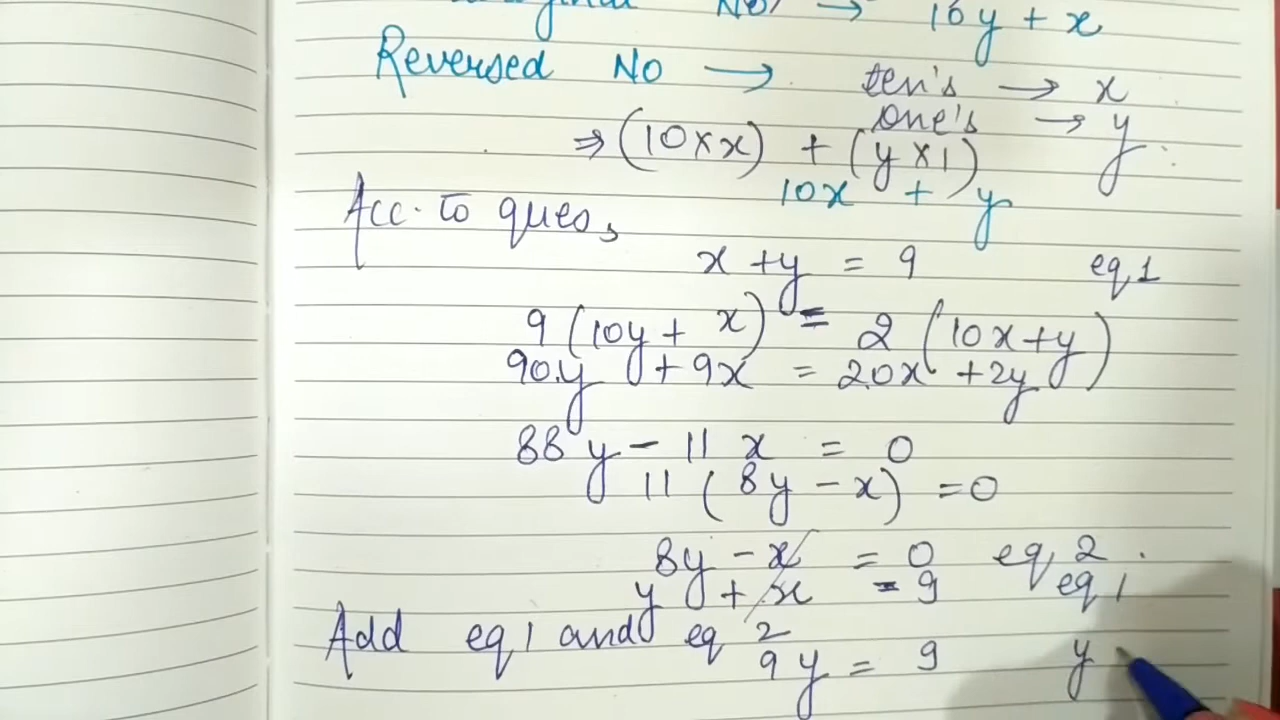 No → 10y + x
Reversed No → ten's → x
one's → y
⇒ (10×x) + (y×1)
10x + y
Acc. to ques,
x + y = 9 eq 1
9 (10y + x) = 2 (10x + y)
90y + 9x = 20x + 2y
88y - 11x = 0
11 (8y - x) = 0
8y - x = 0 eq 2.
y + x = 9 eq 1
Add eq 1 and eq 2
9y = 9 y